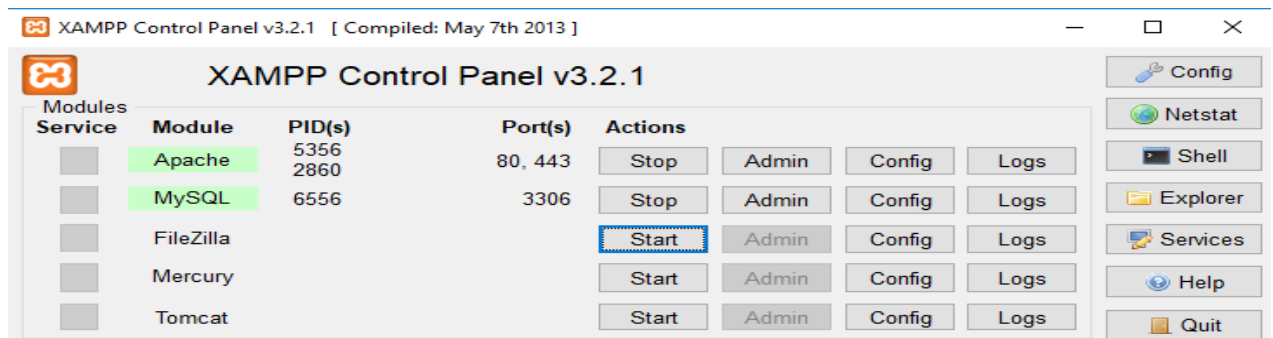 XAMPP Control Panel v3.2.1 [ Compiled: May 7th 2013 ]
XAMPP Control Panel v3.2.1
Config
Modules
Netstat
Service Module PID(s) Port(s) Actions
Apache 5356 2860 80, 443 Stop Admin Config Logs
Shell
MySQL 6556 3306 Stop Admin Config Logs
Explorer
FileZilla Start Admin Config Logs
Services
Mercury Start Admin Config Logs
Help
Tomcat Start Admin Config Logs
Quit